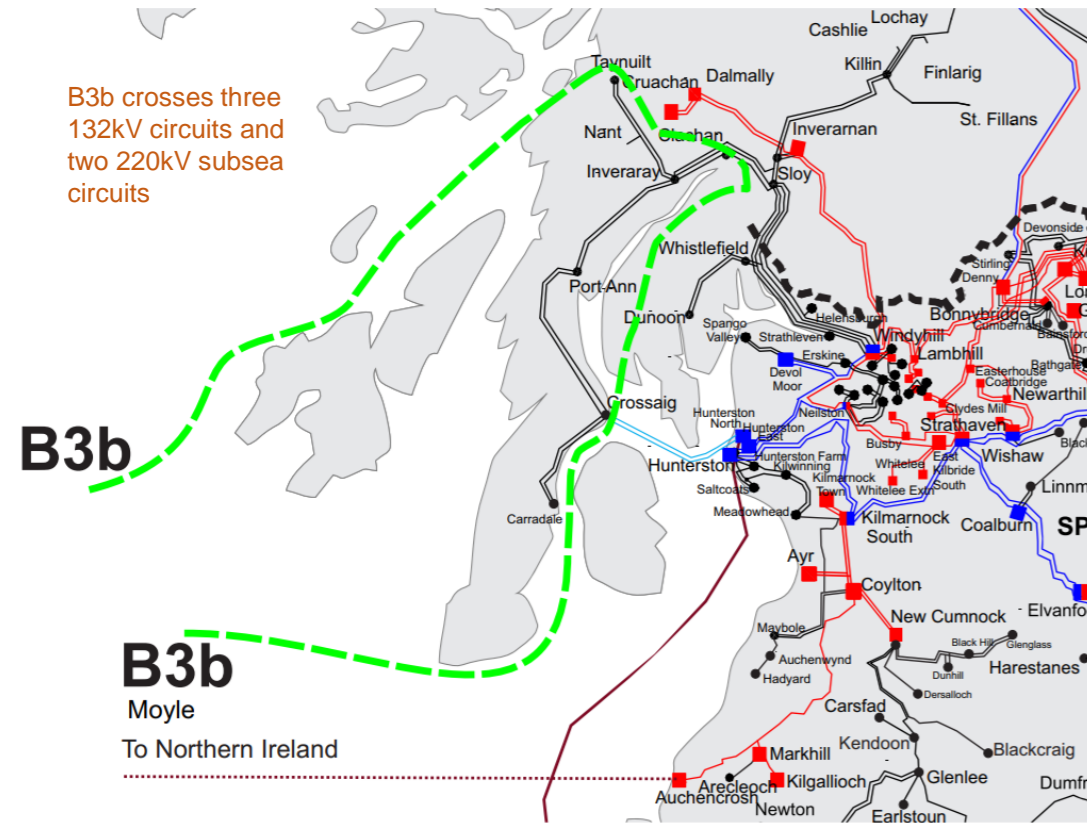 Lochay
Cashlie
Killin
Finlarig
Taynuilt
Cruachan
Dalmally
B3b crosses three
132kV circuits and
two 220kV subsea
circuits
St. Fillans
Nant
Clachan
Inverarnan
Inveraray
Sloy
Whistlefield
Devonside
Stirling
Denny
Port-Ann
Dunoon
Helensburgh
Bonnybridge
Cumbernauld
Bainsford
Spango
Valley
Strathleven
Windyhill
Erskine
Lambhill
Bathgate
Devol
Moor
Easterhouse
Coatbridge
Newarthill
Crossaig
Neilston
Clydes Mill
Strathaven
Hunterston
North
Hunterston
East
Busby
Wishaw
B3b
Hunterston
Hunterston Farm
Kilwinning
Whitelee
East
Kilbride
South
Saltcoats
Kilmarnock
Town
Whitelee Extn
Linnm
Carradale
Meadowhead
Kilmarnock
South
Coalburn
SP
Ayr
Coylton
Elvanfo
New Cumnock
Maybole
Black Hill
Glenglass
B3b
Auchenwynd
Dunhill
Harestanes
Hadyard
Dersalloch
Moyle
Carsfad
To Northern Ireland
Kendoon
Blackcraig
Markhill
Glenlee
Dumfr
Arecleoch
Kilgallioch
Auchencrosh
Newton
Earlstoun